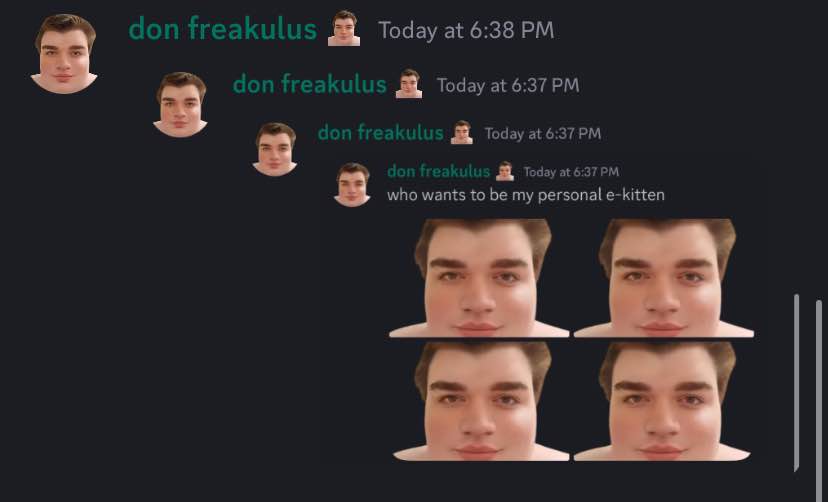 don freakulus Today at 6:38 PM
don freakulus Today at 6:37 PM
don freakulus Today at 6:37 PM
don freakulus Today at 6:37 PM
who wants to be my personal e-kitten